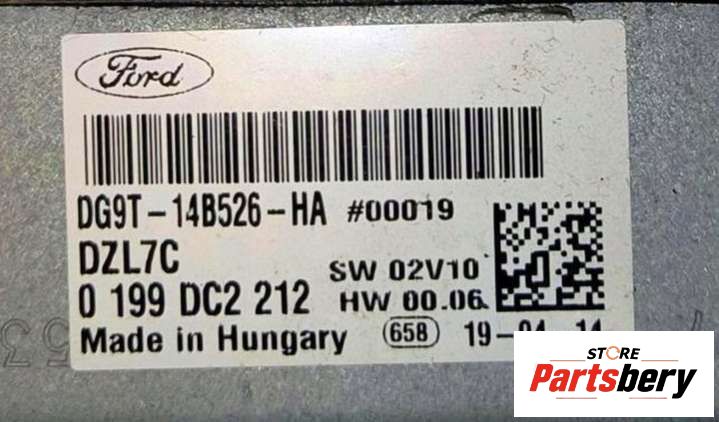 Ford
DG9T-14B526-HA #00019
DZL7C
SW 02V10
0 199 DC2 212 HW 00.06
Made in Hungary 658
STORE
Partsbery